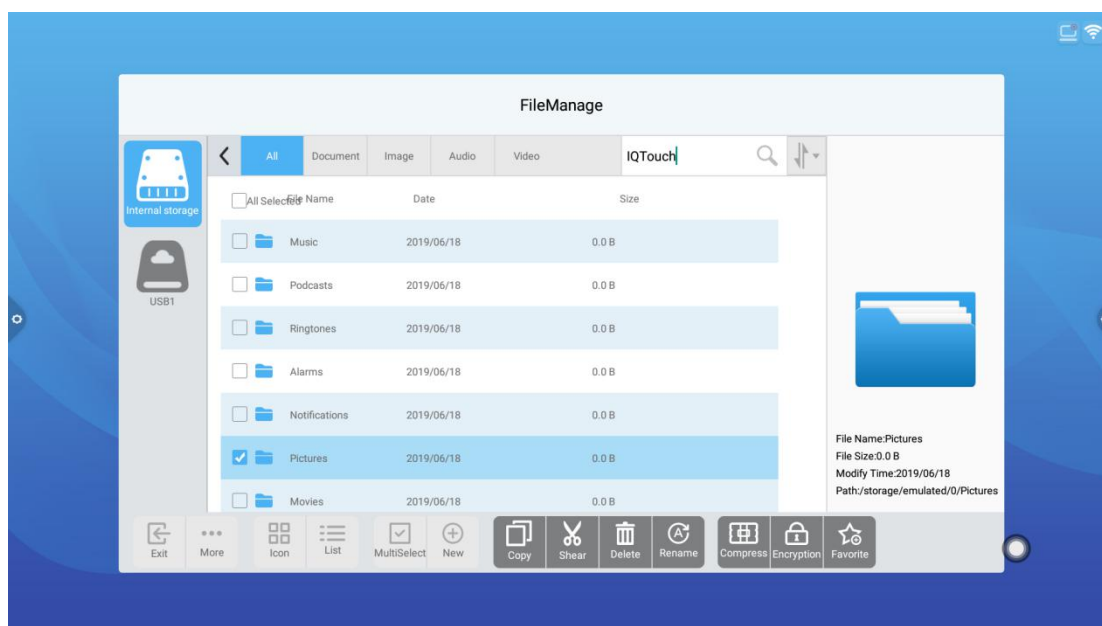 FileManage
All Document Image Audio Video IQTouch
Internal storage
USB1
All Selected File Name Date Size
Music 2019/06/18 0.0 B
Podcasts 2019/06/18 0.0 B
Ringtones 2019/06/18 0.0 B
Alarms 2019/06/18 0.0 B
Notifications 2019/06/18 0.0 B
Pictures 2019/06/18 0.0 B
Movies 2019/06/18 0.0 B
File Name:Pictures
File Size:0.0 B
Modify Time:2019/06/18
Path:/storage/emulated/0/Pictures
Exit More Icon List MultiSelect New Copy Shear Delete Rename Compress Encryption Favorite